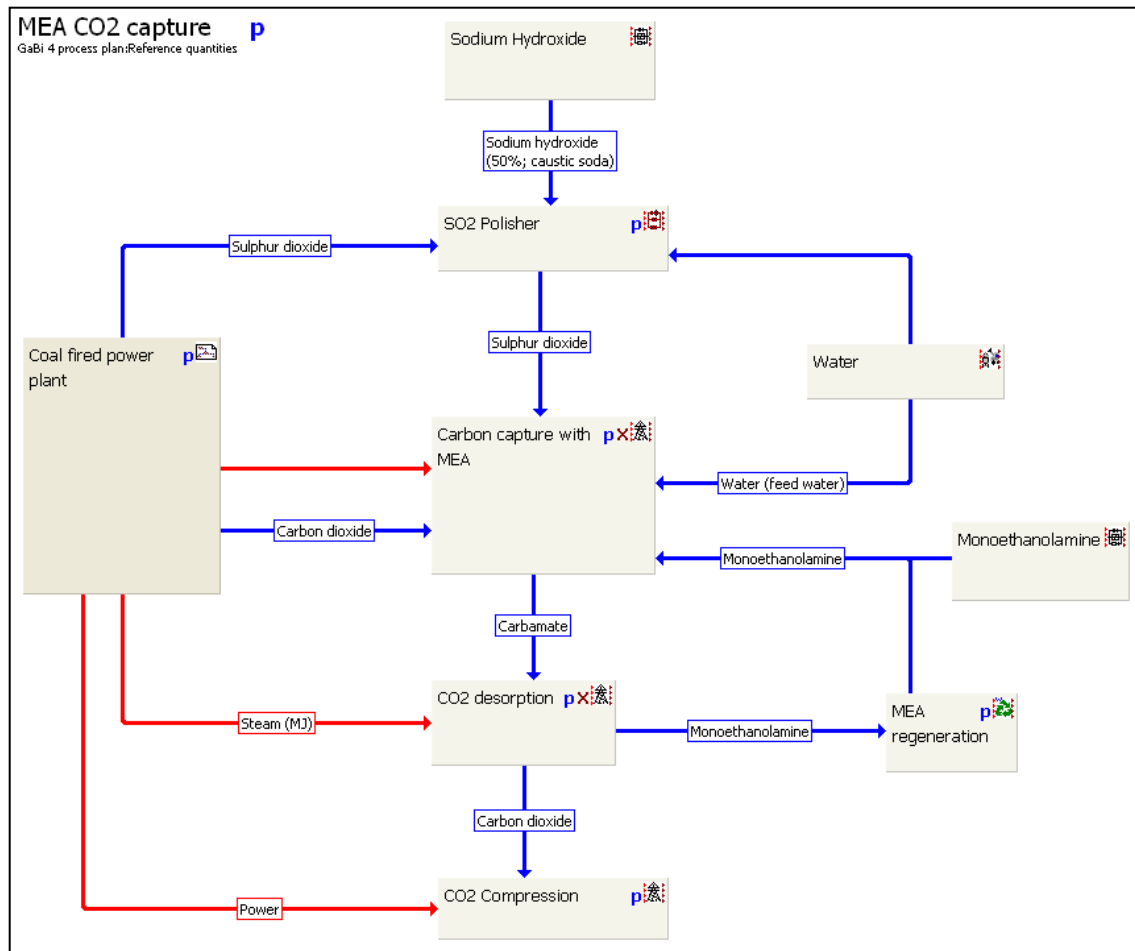 MEA CO2 capture p
GaBi 4 process plan:Reference quantities
Sodium Hydroxide
Sodium hydroxide
(50%; caustic soda)
SO2 Polisher p
Sulphur dioxide
Sulphur dioxide
Coal fired power p
plant
Water
Carbon capture with p
MEA
Water (feed water)
Carbon dioxide
Monoethanolamine
Monoethanolamine
Carbamate
CO2 desorption p
Steam (MJ)
Monoethanolamine
MEA p
regeneration
Carbon dioxide
CO2 Compression p
Power